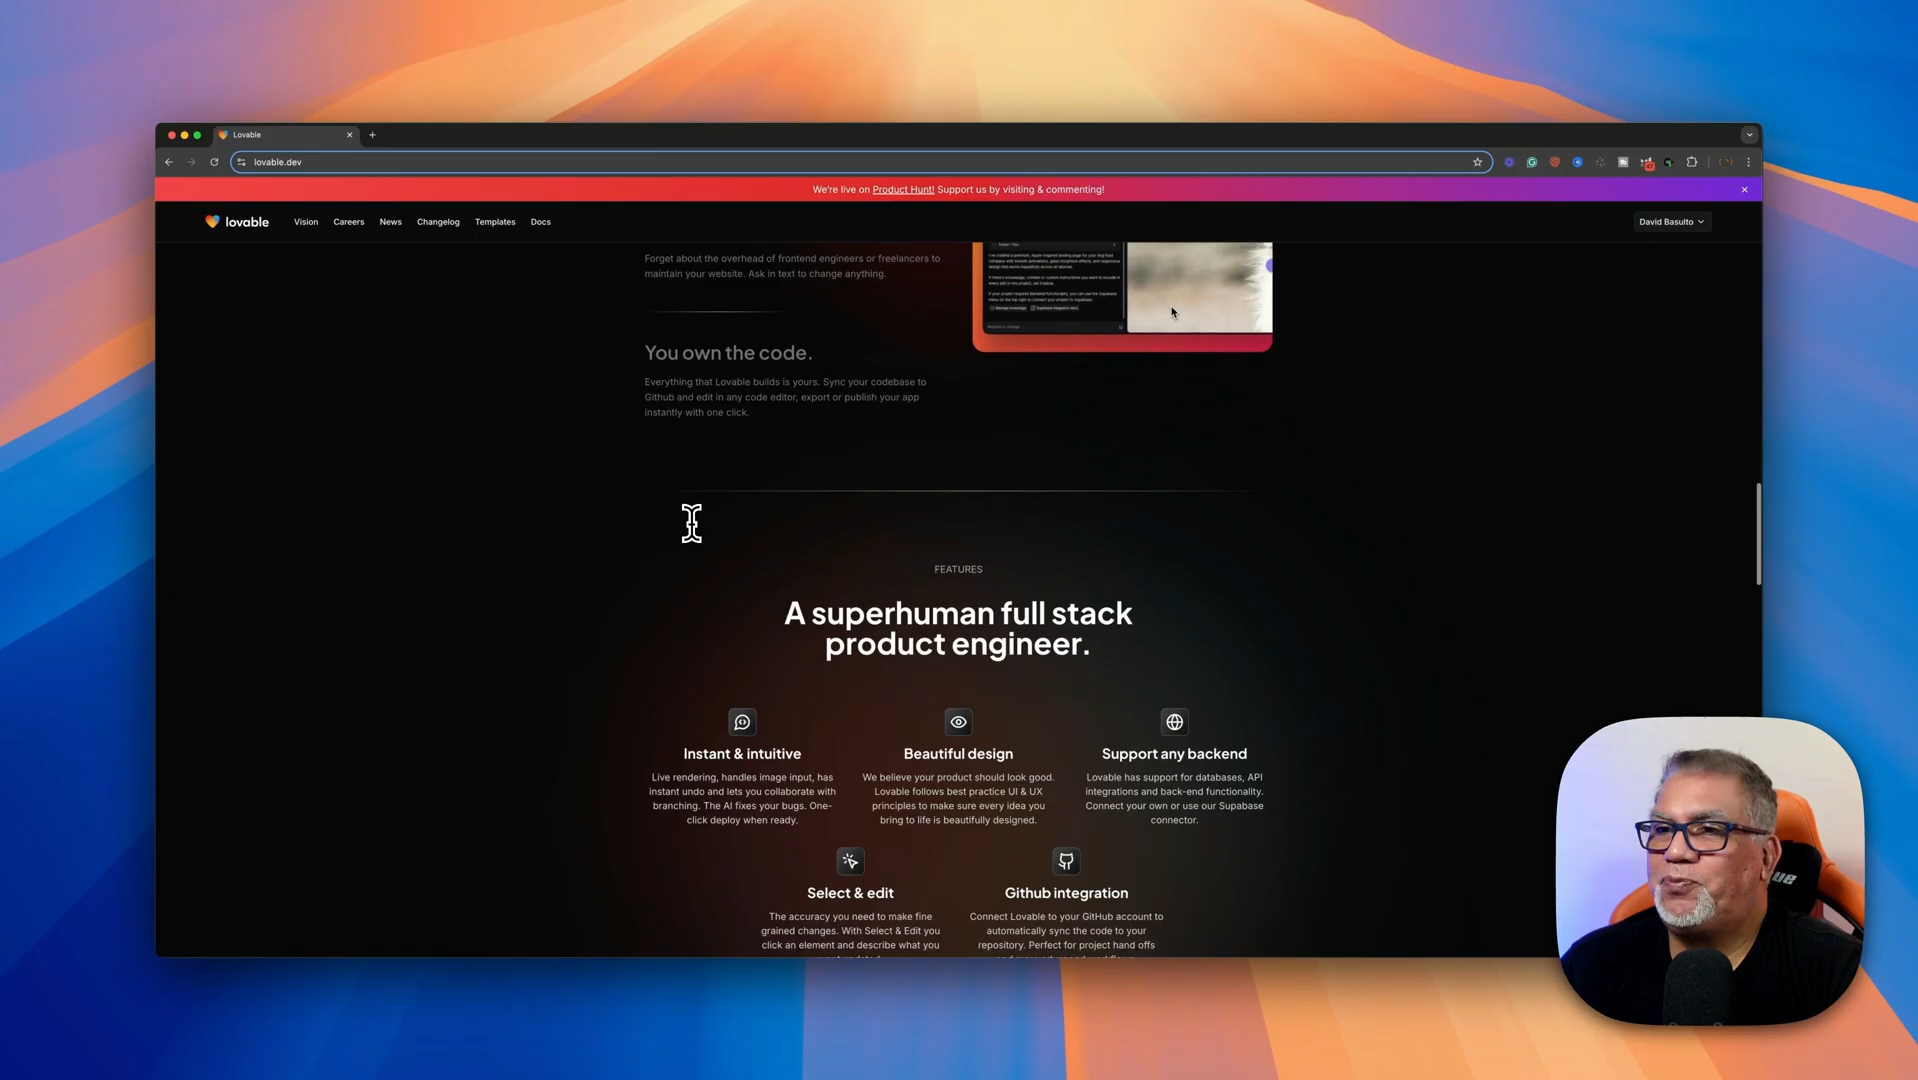 Lovable
lovable.dev
We're live on Product Hunt! Support us by visiting & commenting!
lovable
Vision
Careers
News
Changelog
Templates
Docs
David Basulto
Forget about the overhead of frontend engineers or freelancers to
maintain your website. Ask in text to change anything.
You own the code.
Everything that Lovable builds is yours. Sync your codebase to
Github and edit in any code editor, export or publish your app
instantly with one click.
FEATURES
A superhuman full stack
product engineer.
Instant & intuitive
Live rendering, handles image input, has
instant undo and lets you collaborate with
branching. The AI fixes your bugs. One-
click deploy when ready.
Beautiful design
We believe your product should look good.
Lovable follows best practice UI & UX
principles to make sure every idea you
bring to life is beautifully designed.
Support any backend
Lovable has support for databases, API
integrations and back-end functionality.
Connect your own or use our Supabase
connector.
Select & edit
The accuracy you need to make fine
grained changes. With Select & Edit you
click an element and describe what you
Github integration
Connect Lovable to your GitHub account to
automatically sync the code to your
repository. Perfect for project hand offs